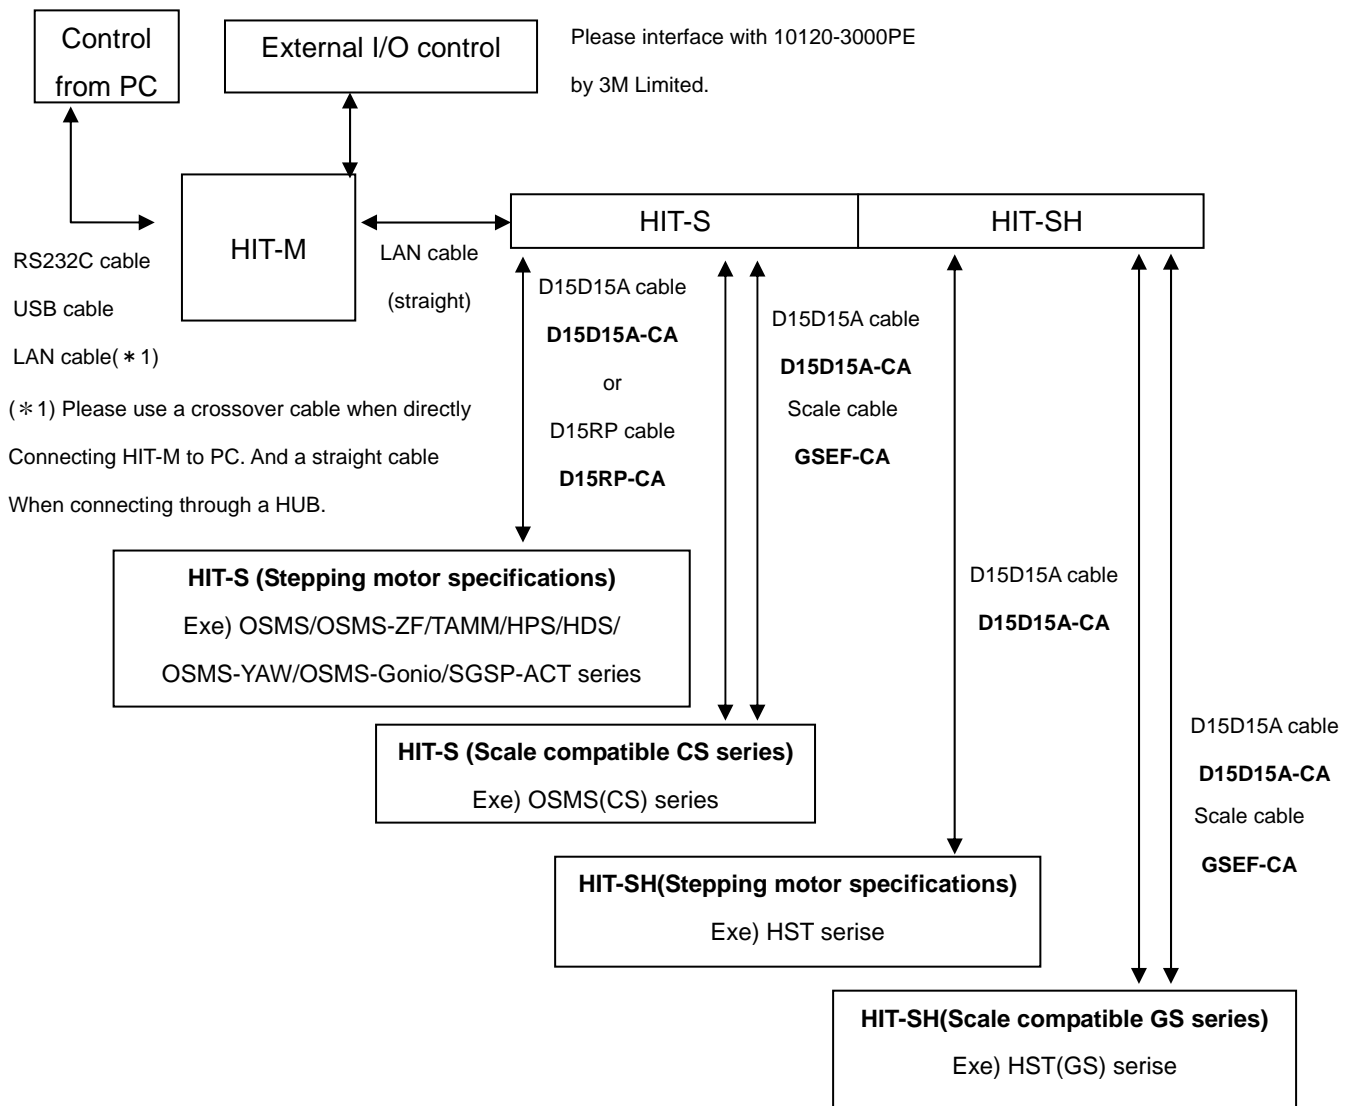 Control
from PC
External I/O control
Please interface with 10120-3000PE
by 3M Limited.
HIT-M
HIT-S
HIT-SH
RS232C cable
USB cable
LAN cable(＊1)
LAN cable
(straight)
(＊1) Please use a crossover cable when directly
Connecting HIT-M to PC. And a straight cable
When connecting through a HUB.
D15D15A cable
D15D15A-CA
or
D15RP cable
D15RP-CA
D15D15A cable
D15D15A-CA
Scale cable
GSEF-CA
D15D15A cable
D15D15A-CA
D15D15A cable
D15D15A-CA
Scale cable
GSEF-CA
HIT-S (Stepping motor specifications)
Exe) OSMS/OSMS-ZF/TAMM/HPS/HDS/
OSMS-YAW/OSMS-Gonio/SGSP-ACT series
HIT-S (Scale compatible CS series)
Exe) OSMS(CS) series
HIT-SH(Stepping motor specifications)
Exe) HST serise
HIT-SH(Scale compatible GS series)
Exe) HST(GS) serise